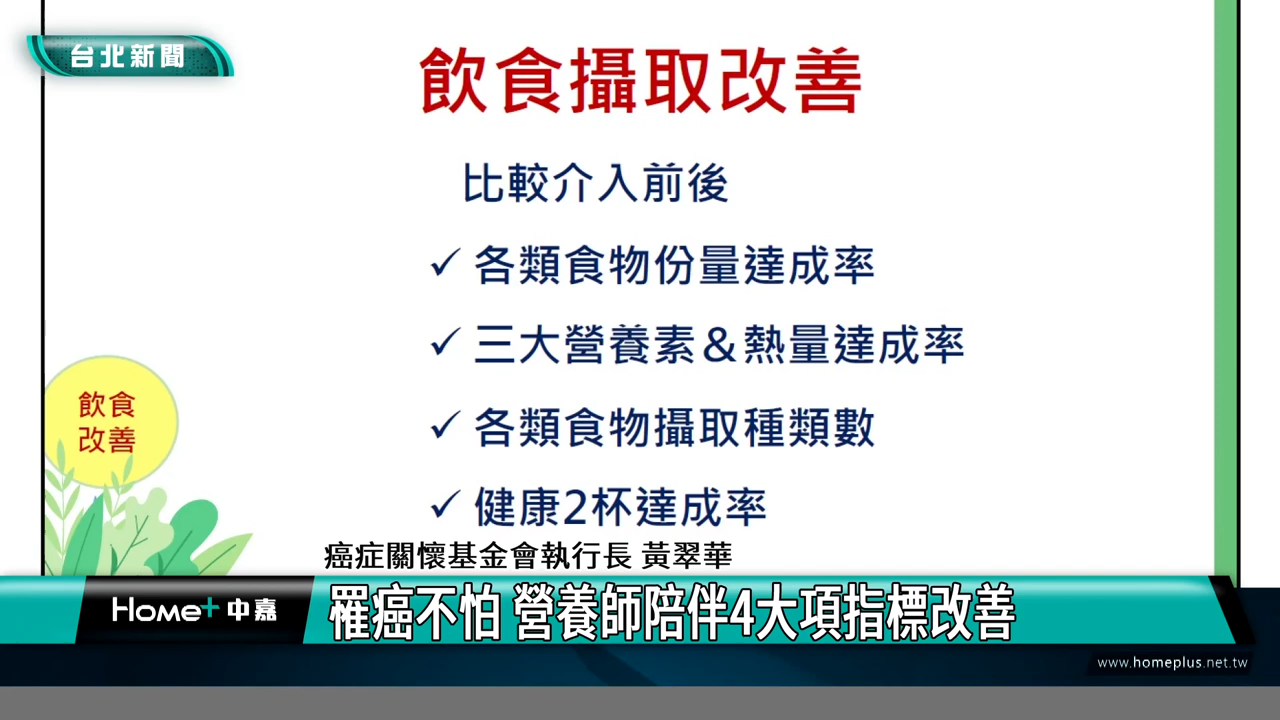 台北新聞
飲食攝取改善
比較介入前後
✓ 各類食物份量達成率
✓ 三大營養素＆熱量達成率
✓ 各類食物攝取種類數
✓ 健康2杯達成率
飲食
改善
癌症關懷基金會執行長 黃翠華
Home+ 中嘉
罹癌不怕 營養師陪伴4大項指標改善
www.homeplus.net.tw